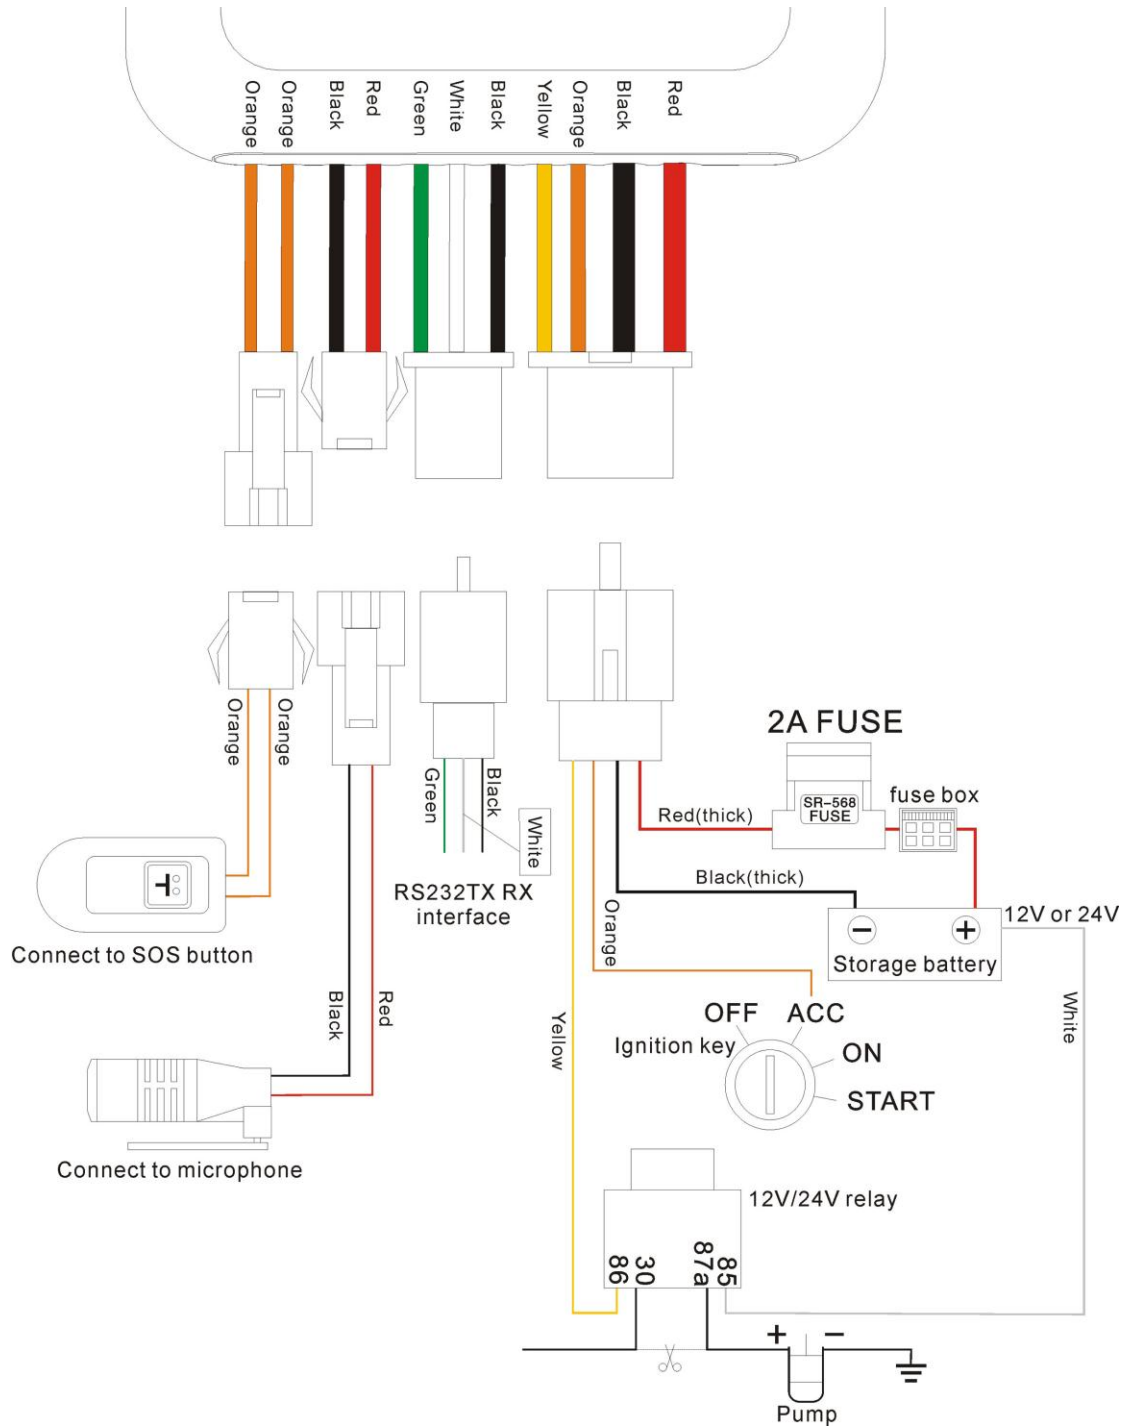 Orange
Orange
Black
Red
Green
White
Black
Yellow
Orange
Black
Red
Orange
Orange
Green
Black
White
2A FUSE
SR-568
FUSE
fuse box
Red(thick)
Black(thick)
RS232TX RX
interface
Orange
12V or 24V
Storage battery
Connect to SOS button
Black
Red
Yellow
White
OFF
ACC
Ignition key
ON
START
Connect to microphone
12V/24V relay
86
30
87a
85
+
−
Pump